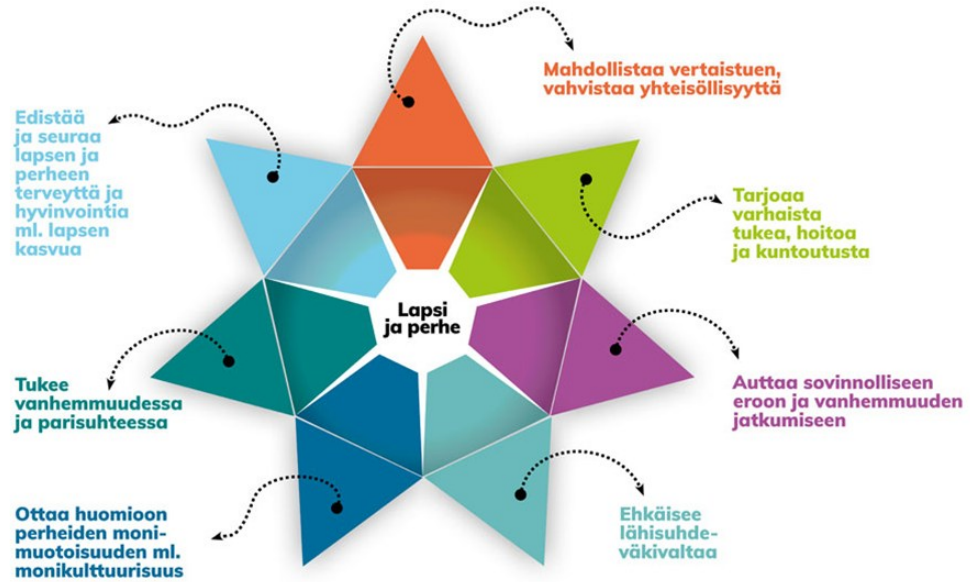 Mahdollistaa vertaistuen,
vahvistaa yhteisöllisyyttä
Edistää
ja seuraa
lapsen ja
perheen
terveyttä ja
hyvinvointia
ml. lapsen
kasvua
Tarjoaa
varhaista
tukea, hoitoa
ja kuntoutusta
Lapsi
ja perhe
Tukee
vanhemmuudessa
ja parisuhteessa
Auttaa sovinnolliseen
eroon ja vanhemmuuden
jatkumiseen
Ottaa huomioon
perheiden moni-
muotoisuuden ml.
monikulttuurisuus
Ehkäisee
lähisuhde-
väkivaltaa